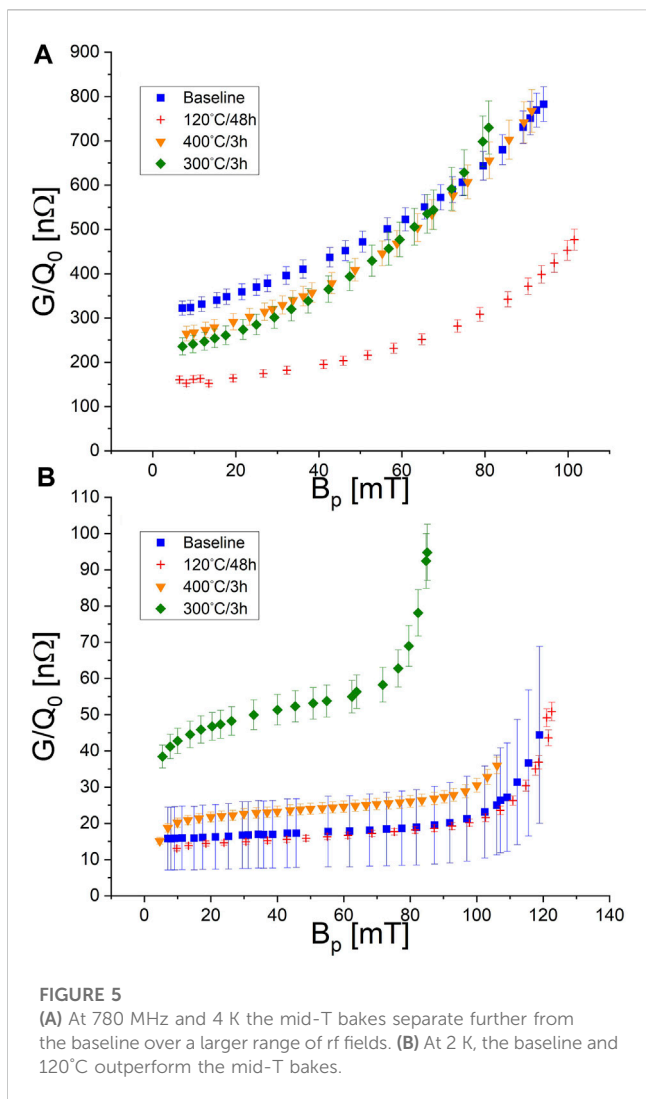 A
900
800
700
600
500
400
300
200
100
0
G/Q₀ [nΩ]
Baseline
120°C/48h
400°C/3h
300°C/3h
0 20 40 60 80 100
Bₚ [mT]
B
110
100
90
80
70
60
50
40
30
20
10
0
G/Q₀ [nΩ]
Baseline
120°C/48h
400°C/3h
300°C/3h
0 20 40 60 80 100 120 140
Bₚ [mT]
FIGURE 5
(A) At 780 MHz and 4 K the mid-T bakes separate further from
the baseline over a larger range of rf fields. (B) At 2 K, the baseline and
120°C outperform the mid-T bakes.